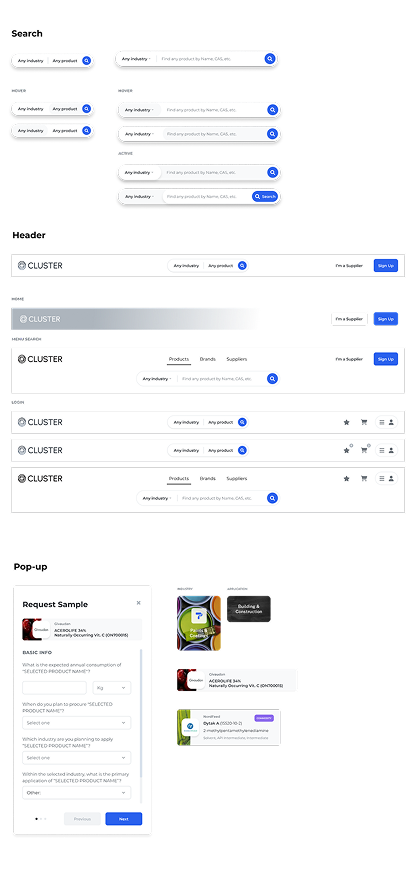 Search
Any industry Any product
Any industry Find any product by Name, CAS, etc.
HOVER
HOVER
Any industry Any product
Any industry Find any product by Name, CAS, etc.
Any industry Any product
Any industry Find any product by Name, CAS, etc.
ACTIVE
Any industry Find any product by Name, CAS, etc.
Any industry Find any product by Name, CAS, etc. Search
Header
CLUSTER Any industry Any product I'm a Supplier Sign Up
HOME
CLUSTER I'm a Supplier Sign Up
MENU SEARCH
CLUSTER Products Brands Suppliers I'm a Supplier Sign Up
Any industry Find any product by Name, CAS, etc.
LOGIN
CLUSTER Any industry Any product
CLUSTER Any industry Any product
CLUSTER Products Brands Suppliers
Any industry Find any product by Name, CAS, etc.
Pop-up
Request Sample
Givaudan
ACEROLIFE 34%
Naturally Occurring Vit. C (ON700015)
BASIC INFO
What is the expected annual consumption of
"SELECTED PRODUCT NAME"?
Kg
When do you plan to procure "SELECTED
PRODUCT NAME"?
Select one
Which industry are you planning to apply
"SELECTED PRODUCT NAME"?
Select one
Within the selected industry, what is the primary
application of "SELECTED PRODUCT NAME"?
Other:
Previous Next
INDUSTRY APPLICATION
Paints &
Coatings
Building &
Construction
Givaudan
ACEROLIFE 34%
Naturally Occurring Vit. C (ON700015)
Dytek A (15520-10-2)
2-methylpentamethylenediamine